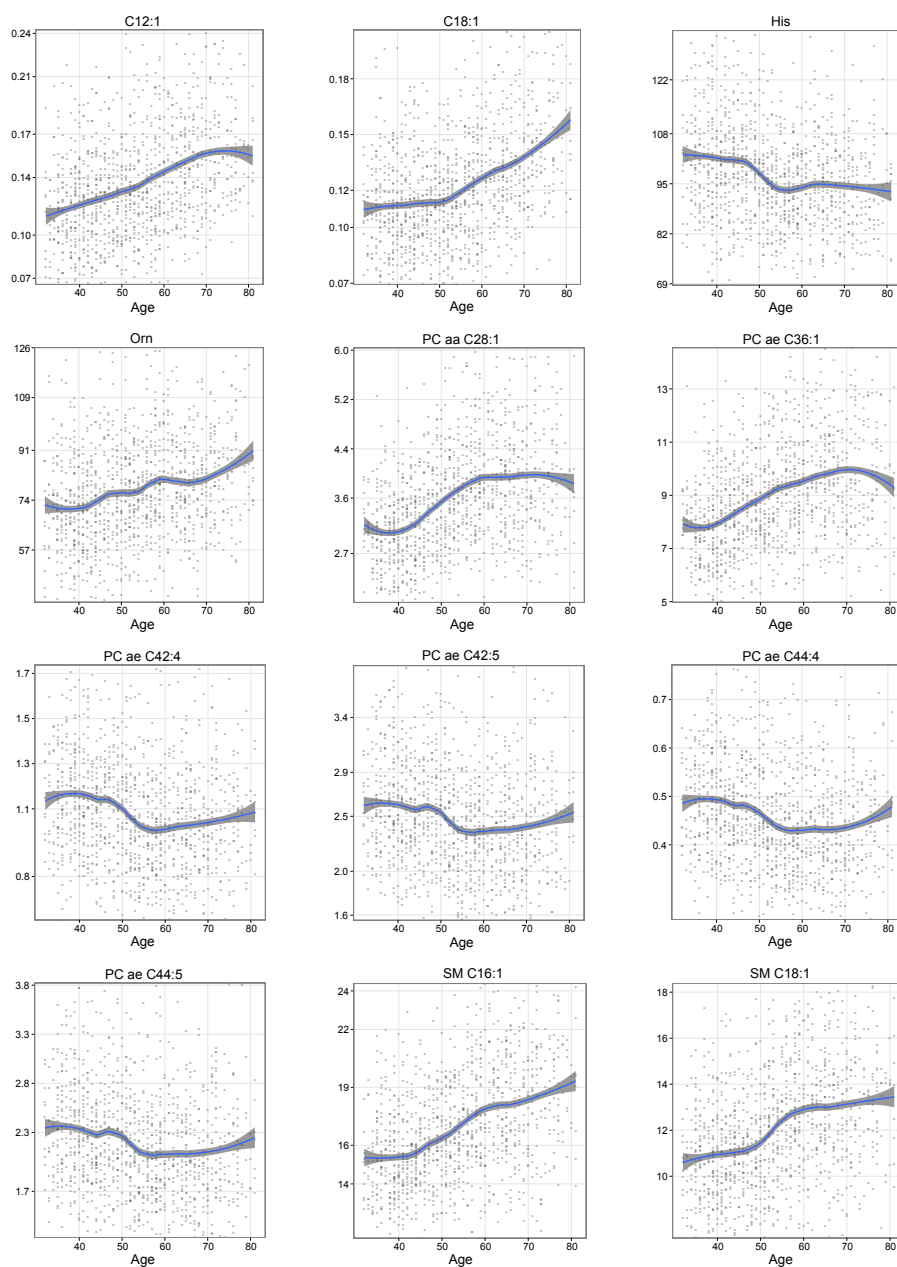 C12:1 C18:1 His
0.24 0.21 0.17 0.14 0.10 0.07
0.18 0.15 0.12 0.10 0.07
122 108 95 82 69
40 50 60 70 80 40 50 60 70 80 40 50 60 70 80
Age Age Age
Orn PC aa C28:1 PC ae C36:1
126 109 91 74 57
6.0 5.2 4.4 3.6 2.7
13 11 9 7 5
40 50 60 70 80 40 50 60 70 80 40 50 60 70 80
Age Age Age
PC ae C42:4 PC ae C42:5 PC ae C44:4
1.7 1.5 1.3 1.1 0.8
3.4 2.9 2.5 2.0 1.6
0.7 0.6 0.5 0.4
40 50 60 70 80 40 50 60 70 80 40 50 60 70 80
Age Age Age
PC ae C44:5 SM C16:1 SM C18:1
3.8 3.3 2.8 2.3 1.7
24 22 19 16 14
18 16 14 12 10
40 50 60 70 80 40 50 60 70 80 40 50 60 70 80
Age Age Age